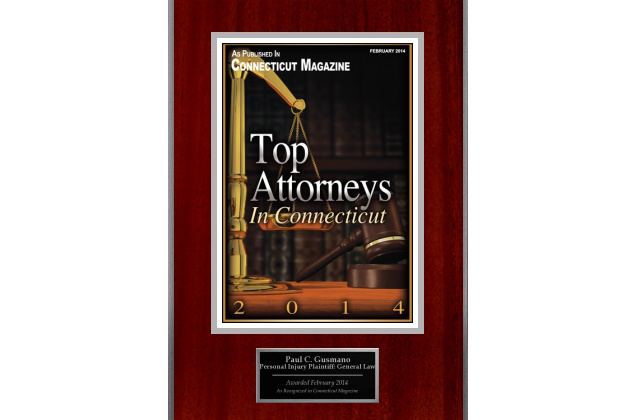 As Published In
FEBRUARY 2014
Connecticut Magazine
Top
Attorneys
In Connecticut
2 0 1 4
Paul C. Gusmano
Personal Injury Plaintiff: General Law
Awarded February 2014
As Recognized in Connecticut Magazine